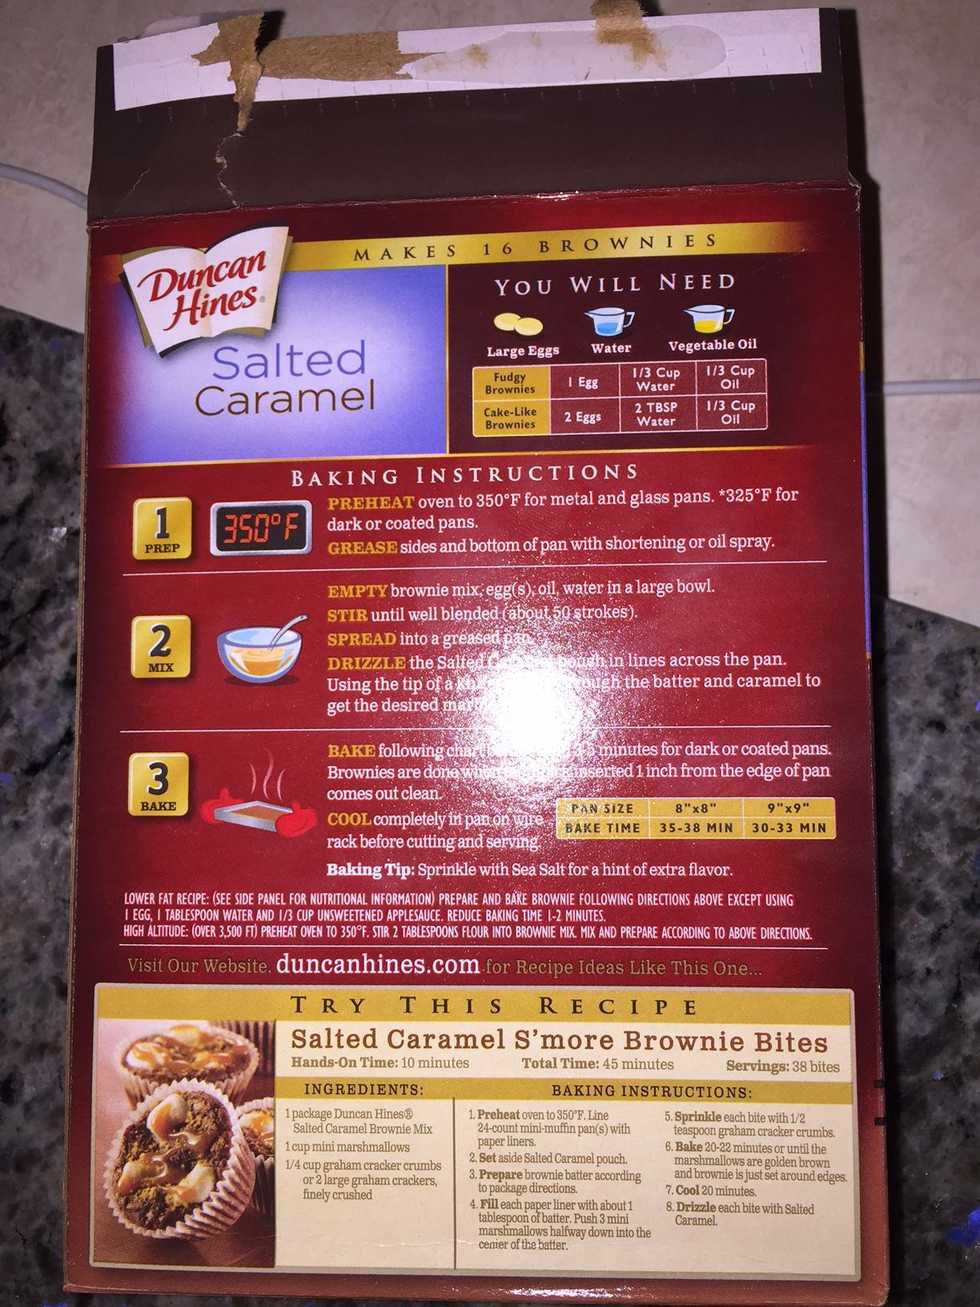 MAKES 16 BROWNIES
Duncan
Hines®
Salted
Caramel
YOU WILL NEED
Large Eggs Water Vegetable Oil
Fudgy Brownies 1 Egg 1/3 Cup Water 1/3 Cup Oil
Cake-Like Brownies 2 Eggs 2 TBSP Water 1/3 Cup Oil
BAKING INSTRUCTIONS
1
PREP
350°F
PREHEAT oven to 350°F for metal and glass pans. *325°F for
dark or coated pans.
GREASE sides and bottom of pan with shortening or oil spray.
2
MIX
EMPTY brownie mix, egg(s), oil, water in a large bowl.
STIR until well blended (about 50 strokes).
SPREAD into a greased pan.
DRIZZLE the Salted pouch in lines across the pan.
Using the tip of a the batter and caramel to
get the desired
3
BAKE
BAKE following minutes for dark or coated pans.
Brownies are done when inserted 1 inch from the edge of pan
comes out clean.
COOL completely in pan on wire
rack before cutting and serving.
PAN SIZE 8"x8" 9"x9"
BAKE TIME 35-38 MIN 30-33 MIN
Baking Tip: Sprinkle with Sea Salt for a hint of extra flavor.
LOWER FAT RECIPE: (SEE SIDE PANEL FOR NUTRITIONAL INFORMATION) PREPARE AND BAKE BROWNIE FOLLOWING DIRECTIONS ABOVE EXCEPT USING
1 EGG, 1 TABLESPOON WATER AND 1/3 CUP UNSWEETENED APPLESAUCE. REDUCE BAKING TIME 1-2 MINUTES.
HIGH ALTITUDE: (OVER 3,500 FT) PREHEAT OVEN TO 350°F. STIR 2 TABLESPOONS FLOUR INTO BROWNIE MIX. MIX AND PREPARE ACCORDING TO ABOVE DIRECTIONS.
Visit Our Website. duncanhines.com for Recipe Ideas Like This One...
TRY THIS RECIPE
Salted Caramel S'more Brownie Bites
Hands-On Time: 10 minutes Total Time: 45 minutes Servings: 38 bites
INGREDIENTS:
1 package Duncan Hines®
Salted Caramel Brownie Mix
1 cup mini marshmallows
1/4 cup graham cracker crumbs
or 2 large graham crackers,
finely crushed
BAKING INSTRUCTIONS:
1. Preheat oven to 350°F. Line
24-count mini-muffin pan(s) with
paper liners.
2. Set aside Salted Caramel pouch.
3. Prepare brownie batter according
to package directions.
4. Fill each paper liner with about 1
tablespoon of batter. Push 3 mini
marshmallows halfway down into the
center of the batter.
5. Sprinkle each bite with 1/2
teaspoon graham cracker crumbs.
6. Bake 20-22 minutes or until the
marshmallows are golden brown
and brownie is just set around edges.
7. Cool 20 minutes.
8. Drizzle each bite with Salted
Caramel.